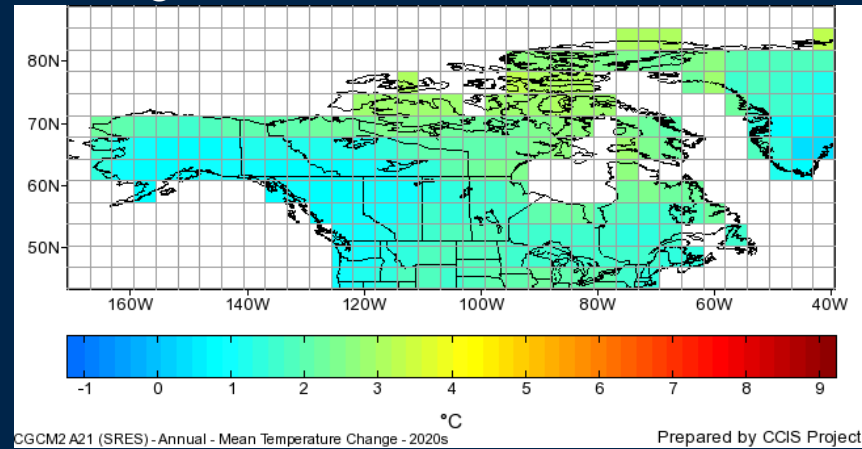 80N
70N
60N
50N
160W 140W 120W 100W 80W 60W 40W
-1 0 1 2 3 4 5 6 7 8 9
°C
CGCM2 A21 (SRES) - Annual - Mean Temperature Change - 2020s Prepared by CCIS Project